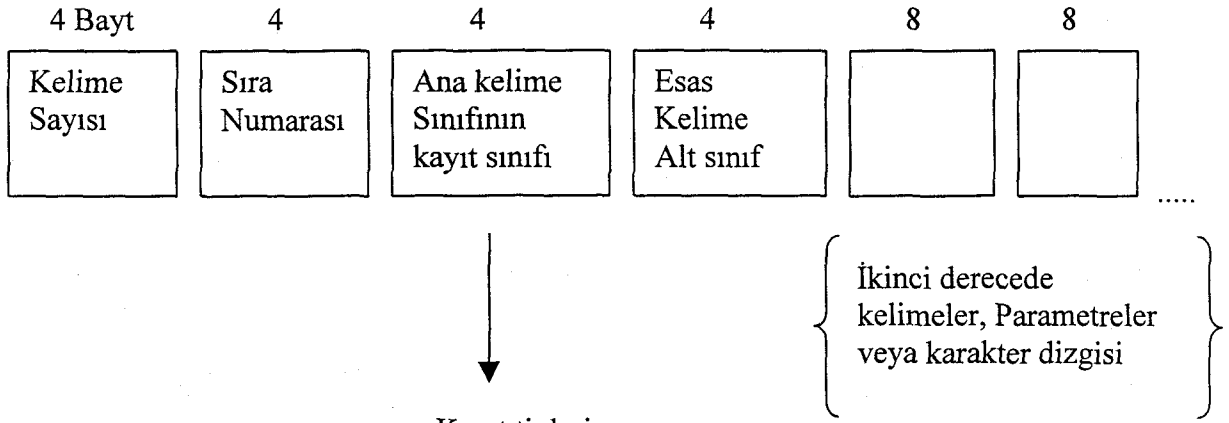 4 Bayt 4 4 4 8 8
Kelime
Sayısı
Sıra
Numarası
Ana kelime
Sınıfının
kayıt sınıfı
Esas
Kelime
Alt sınıf
.....
İkinci derecede
kelimeler, Parametreler
veya karakter dizgisi